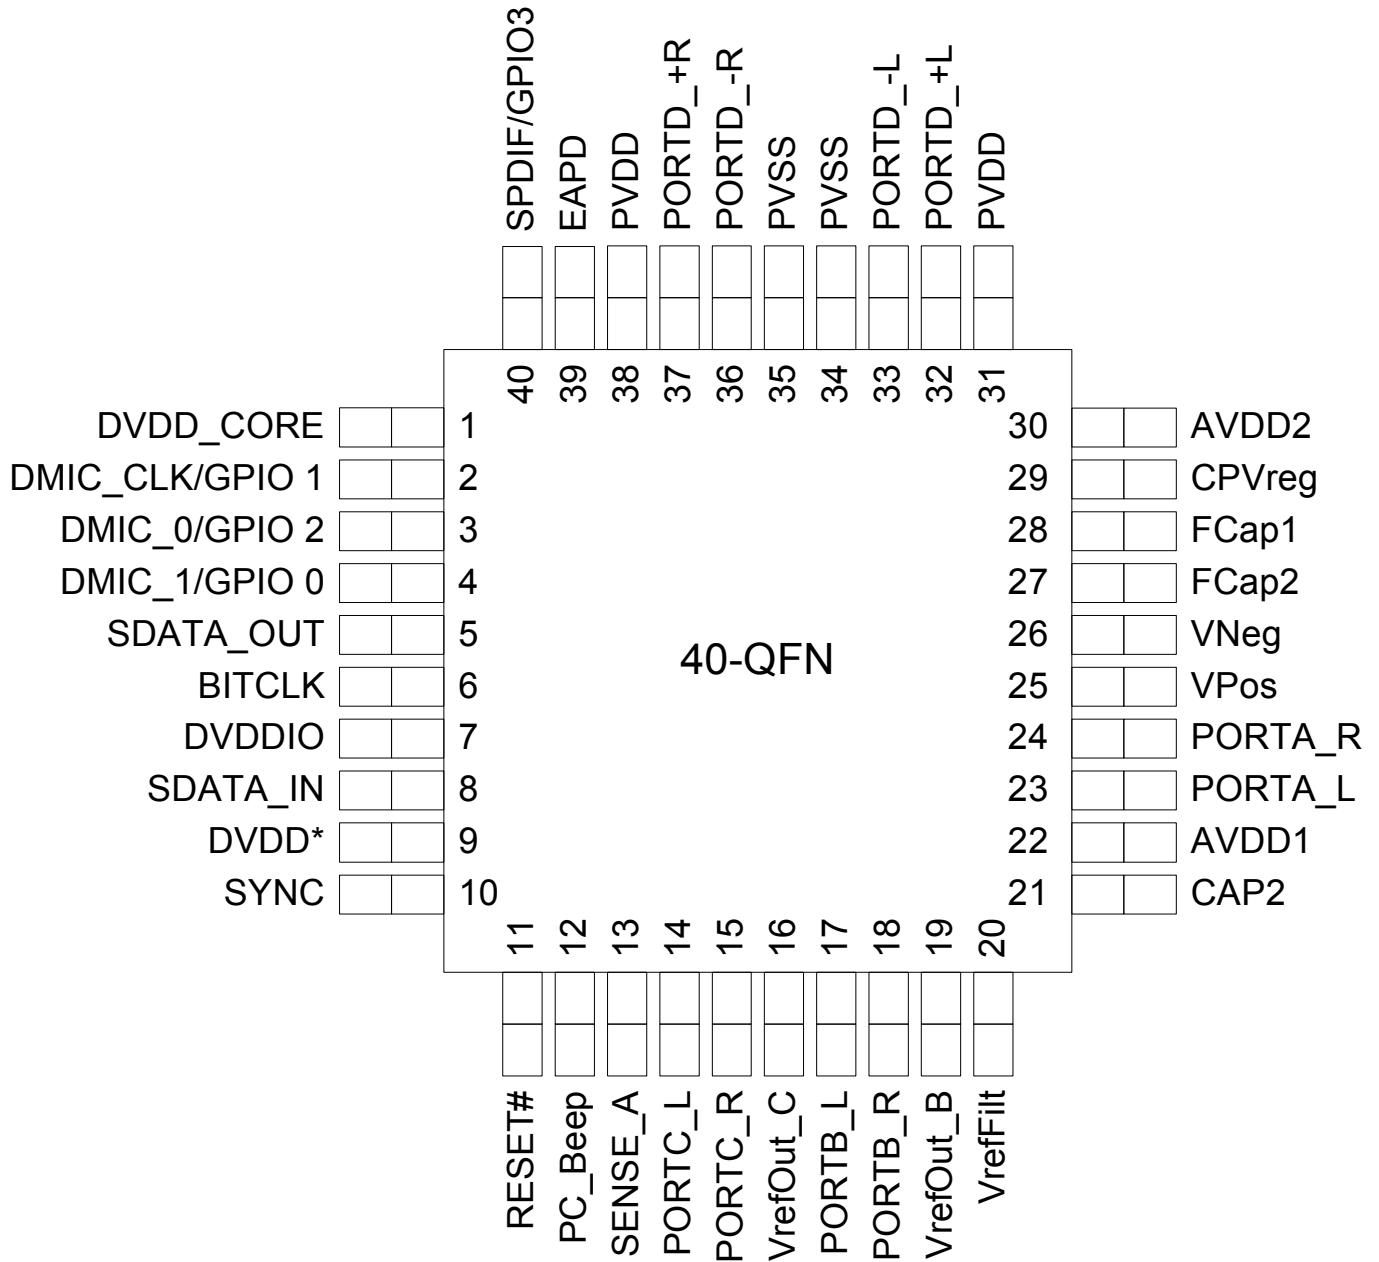 SPDIF/GPIO3
EAPD
PVDD
PORTD_+R
PORTD_-R
PVSS
PVSS
PORTD_-L
PORTD_+L
PVDD
40
39
38
37
36
35
34
33
32
31
DVDD_CORE
1
DMIC_CLK/GPIO 1
2
DMIC_0/GPIO 2
3
DMIC_1/GPIO 0
4
SDATA_OUT
5
BITCLK
6
DVDDIO
7
SDATA_IN
8
DVDD*
9
SYNC
10
40-QFN
30
AVDD2
29
CPVreg
28
FCap1
27
FCap2
26
VNeg
25
VPos
24
PORTA_R
23
PORTA_L
22
AVDD1
21
CAP2
11
12
13
14
15
16
17
18
19
20
RESET#
PC_Beep
SENSE_A
PORTC_L
PORTC_R
VrefOut_C
PORTB_L
PORTB_R
VrefOut_B
VrefFilt